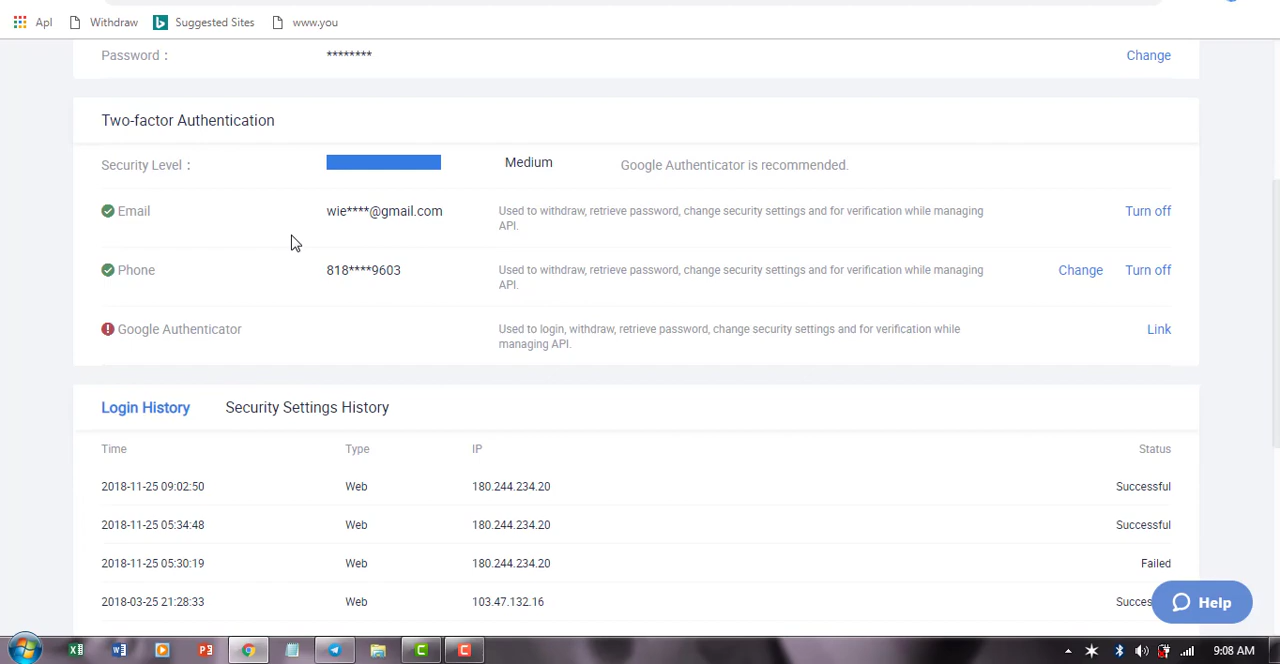 Apl Withdraw Suggested Sites www.you
Password : ******** Change
Two-factor Authentication
Security Level : Medium Google Authenticator is recommended.
Email wie****@gmail.com Used to withdraw, retrieve password, change security settings and for verification while managing Turn off
API.
Phone 818****9603 Used to withdraw, retrieve password, change security settings and for verification while managing Change Turn off
API.
Google Authenticator Used to login, withdraw, retrieve password, change security settings and for verification while Link
managing API.
Login History Security Settings History
Time Type IP Status
2018-11-25 09:02:50 Web 180.244.234.20 Successful
2018-11-25 05:34:48 Web 180.244.234.20 Successful
2018-11-25 05:30:19 Web 180.244.234.20 Failed
2018-03-25 21:28:33 Web 103.47.132.16 Succes
Help
9:08 AM